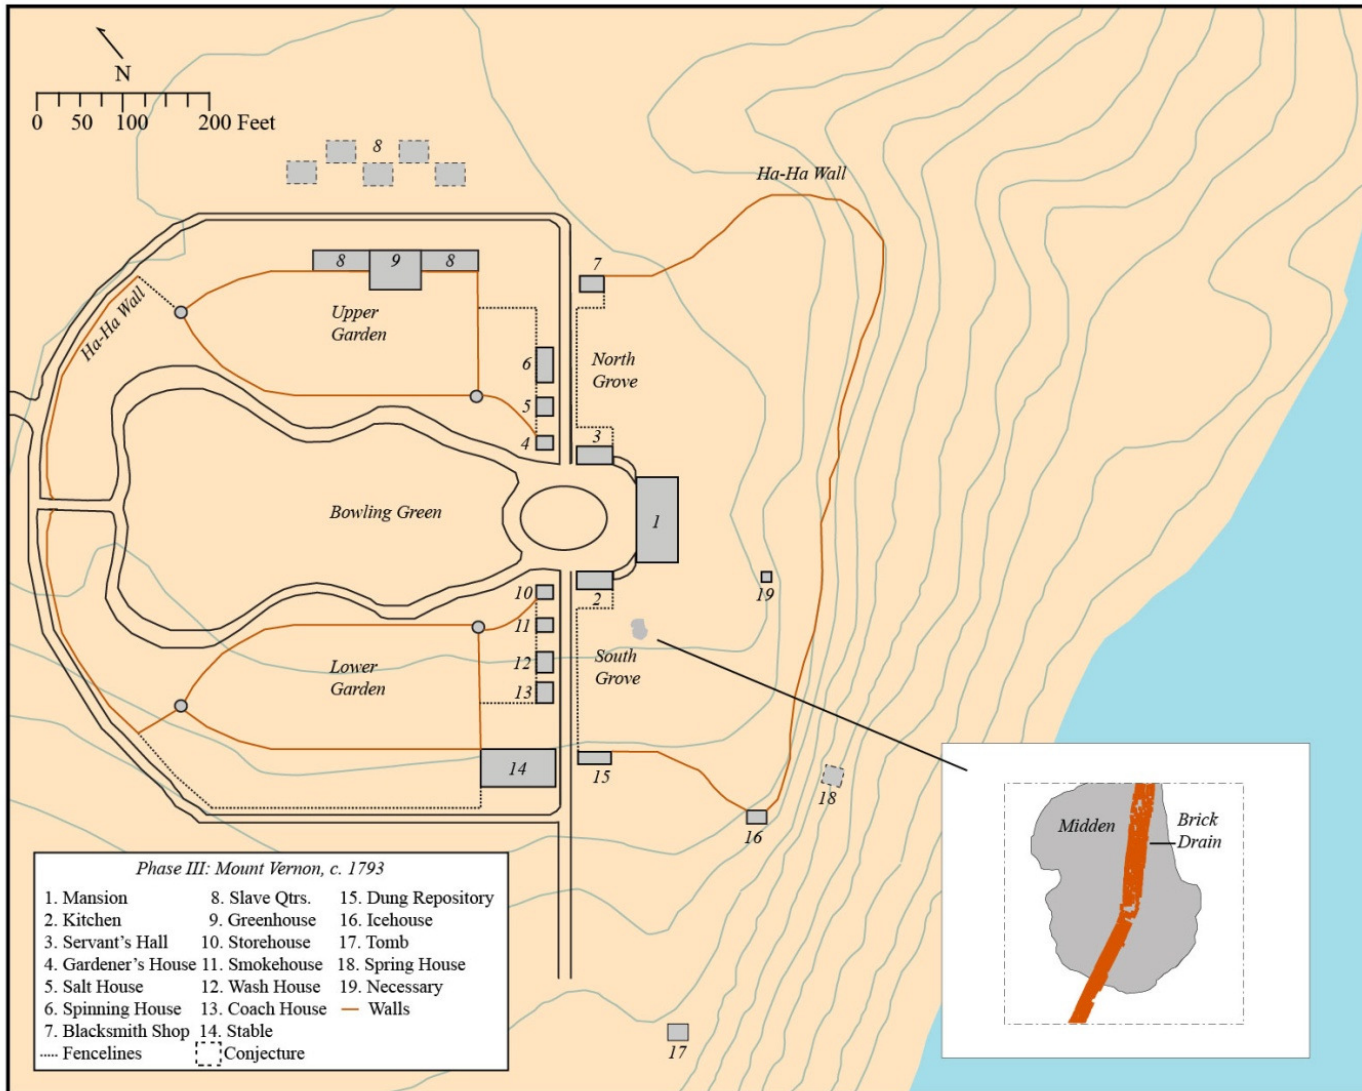 N
0 50 100 200 Feet
8
Ha-Ha Wall
8 9 8
7
Ha-Ha Wall
Upper
Garden
6
North
Grove
5
4
3
Bowling Green
1
10
2
19
11
South
Grove
12
Lower
Garden
13
14
15
18
16
Midden
Brick
Drain
Phase III: Mount Vernon, c. 1793
1. Mansion 8. Slave Qtrs. 15. Dung Repository
2. Kitchen 9. Greenhouse 16. Icehouse
3. Servant's Hall 10. Storehouse 17. Tomb
4. Gardener's House 11. Smokehouse 18. Spring House
5. Salt House 12. Wash House 19. Necessary
6. Spinning House 13. Coach House Walls
7. Blacksmith Shop 14. Stable
Fencelines Conjecture
17